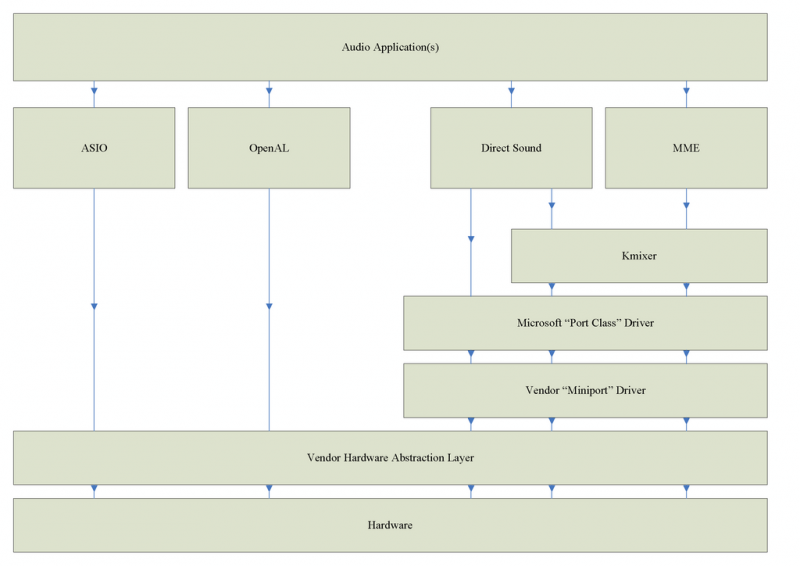 Audio Application(s)
ASIO
OpenAL
Direct Sound
MME
Kmixer
Microsoft “Port Class” Driver
Vendor “Miniport” Driver
Vendor Hardware Abstraction Layer
Hardware